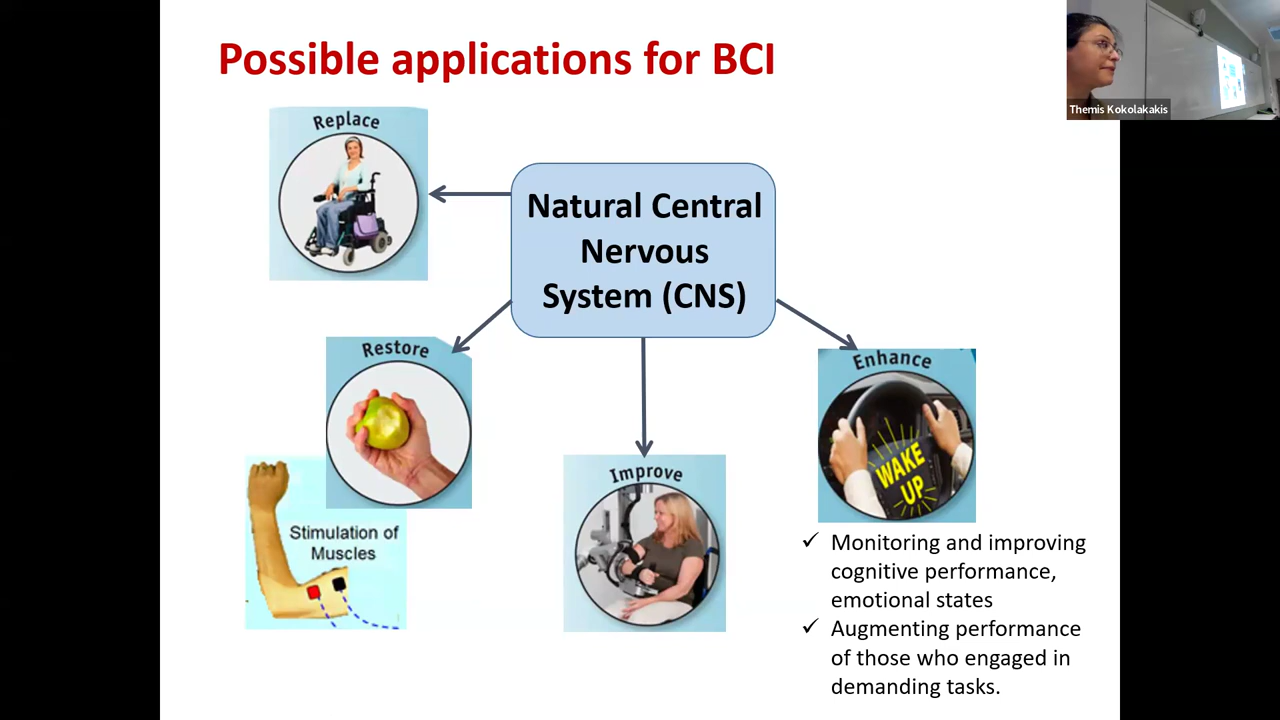 Possible applications for BCI
Themis Kokolakakis
Replace
Natural Central
Nervous
System (CNS)
Restore
Enhance
WAKE
UP
Improve
Stimulation of
Muscles
✓ Monitoring and improving
cognitive performance,
emotional states
✓ Augmenting performance
of those who engaged in
demanding tasks.